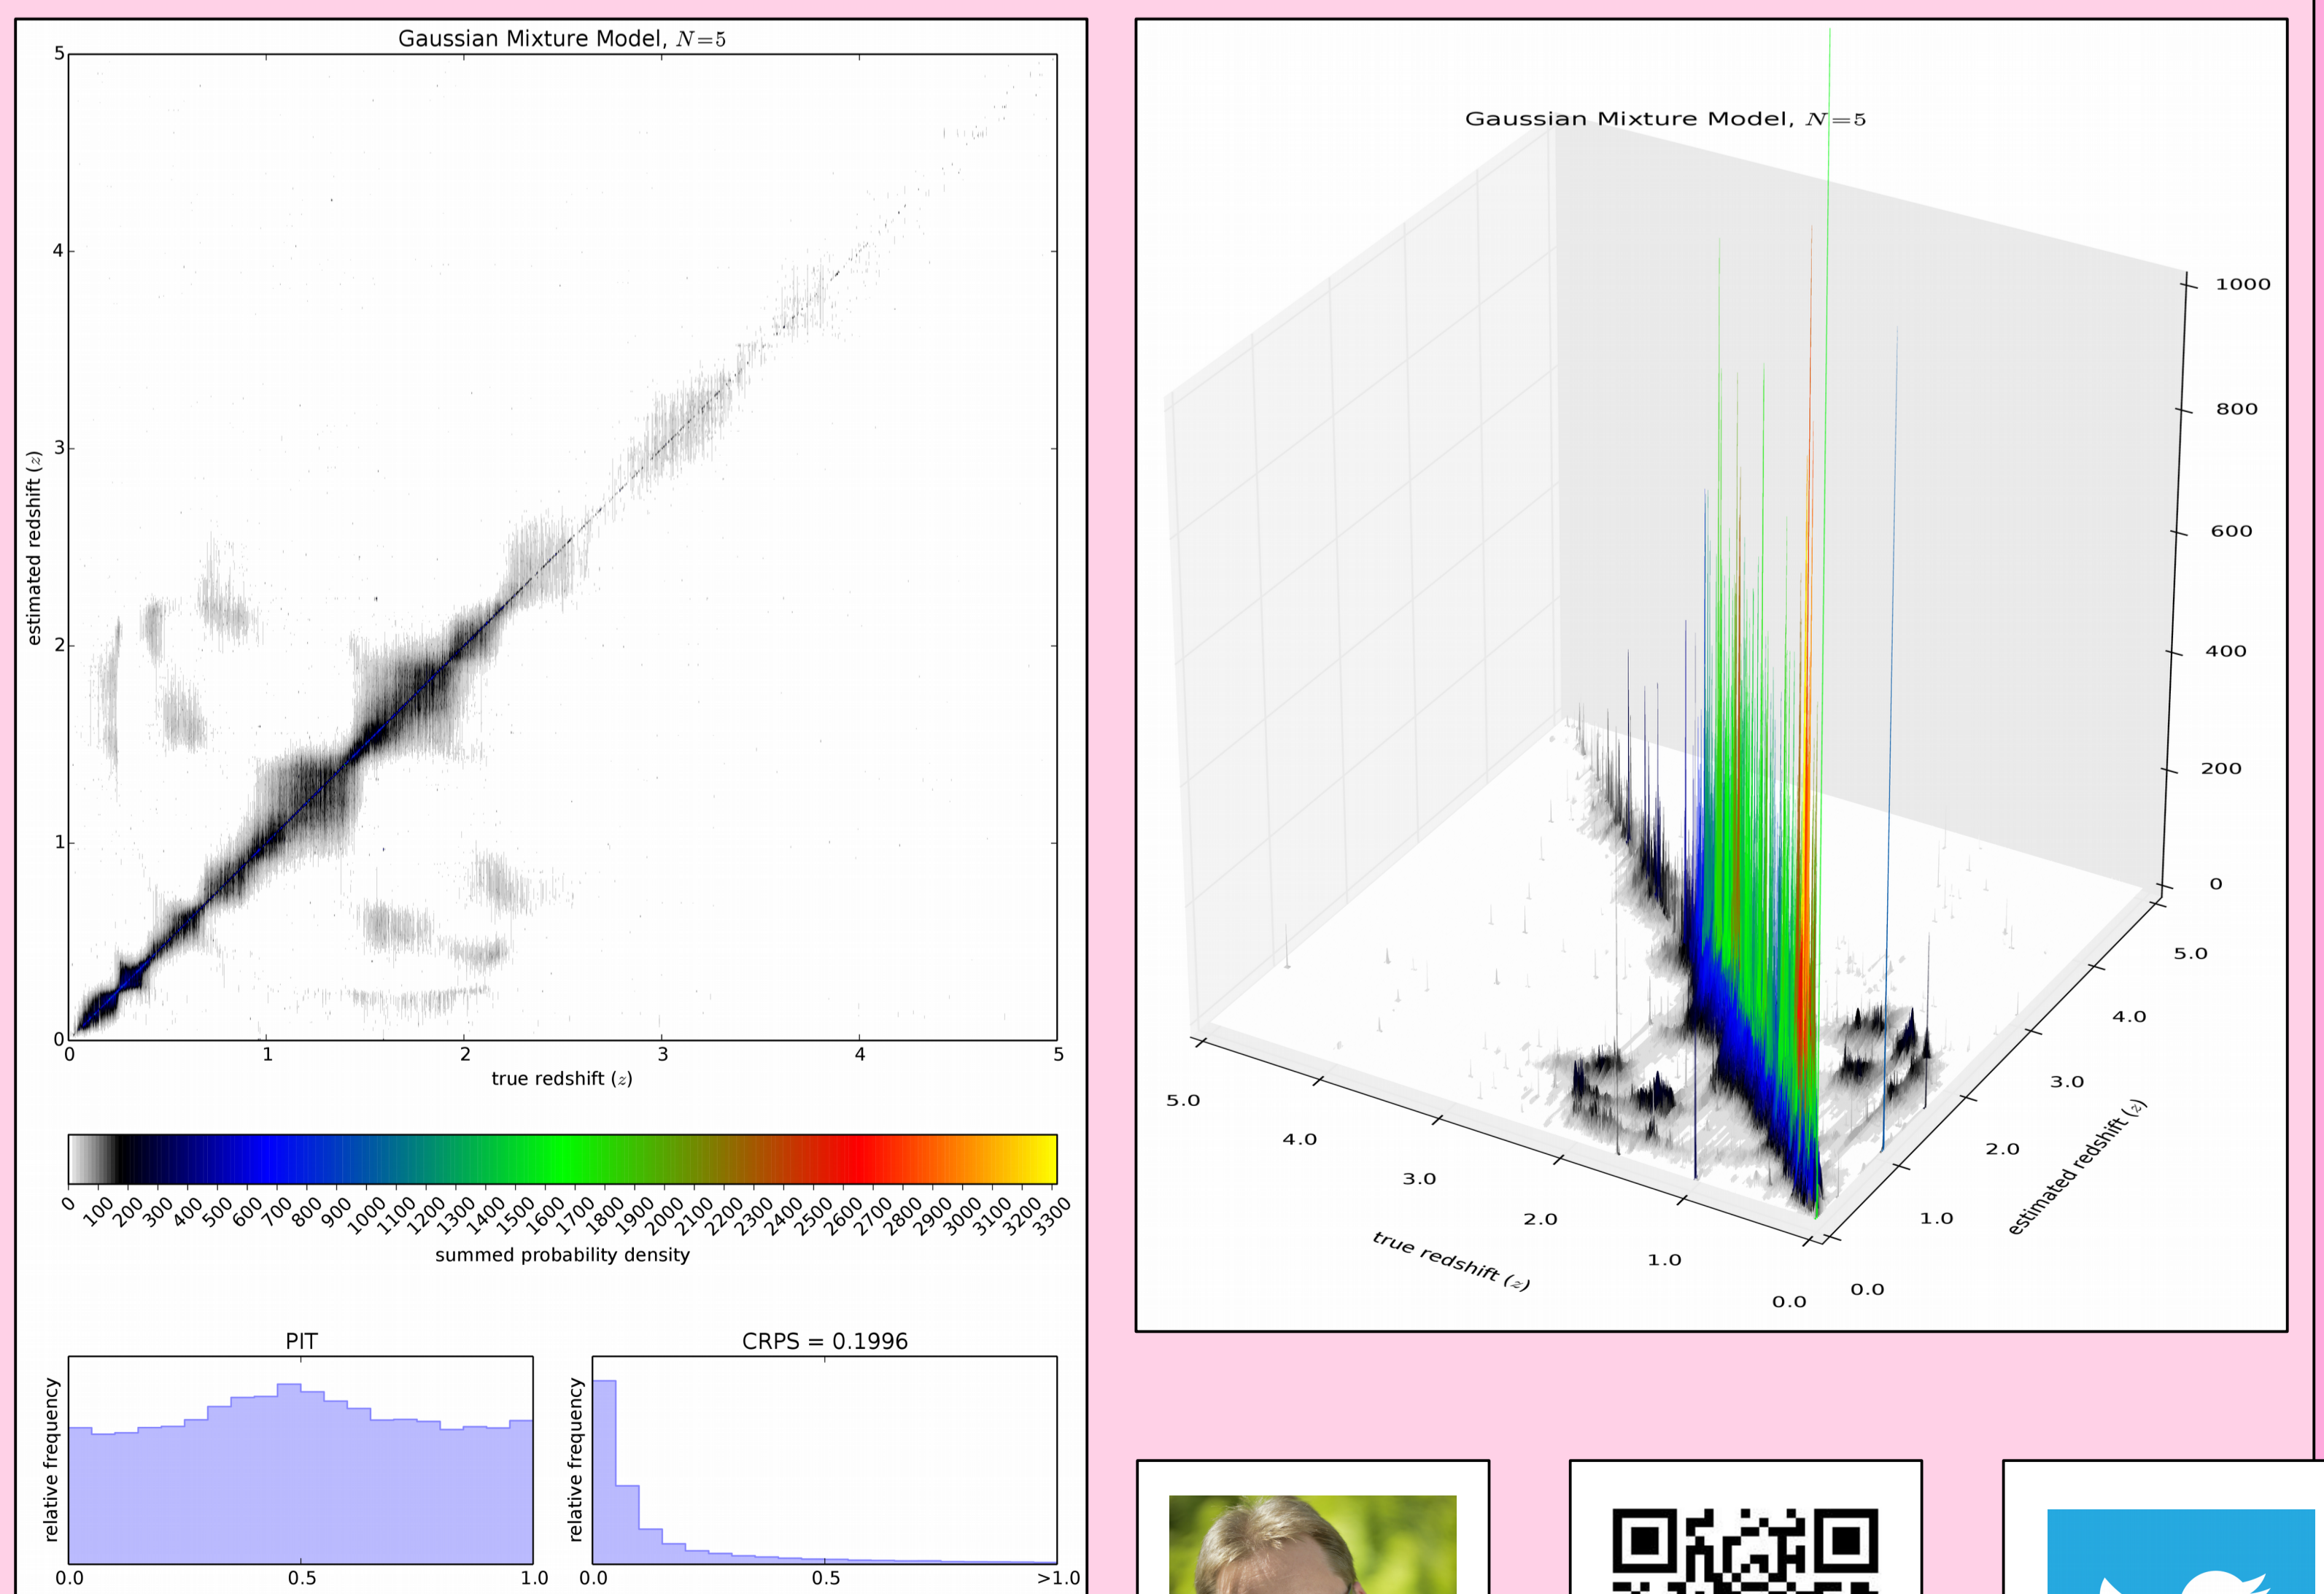 Gaussian Mixture Model, N=5
5
4
3
2
1
0
estimated redshift (z)
0 1 2 3 4 5
true redshift (z)
0 100 200 300 400 500 600 700 800 900 1000 1100 1200 1300 1400 1500 1600 1700 1800 1900 2000 2100 2200 2300 2400 2500 2600 2700 2800 2900 3000 3100 3200 3300
summed probability density
PIT
relative frequency
0.0 0.5 1.0
CRPS = 0.1996
relative frequency
0.0 0.5 >1.0
Gaussian Mixture Model, N=5
1000
800
600
400
200
0
5.0
4.0
3.0
2.0
1.0
0.0
estimated redshift (z)
5.0
4.0
3.0
2.0
1.0
0.0
true redshift (z)